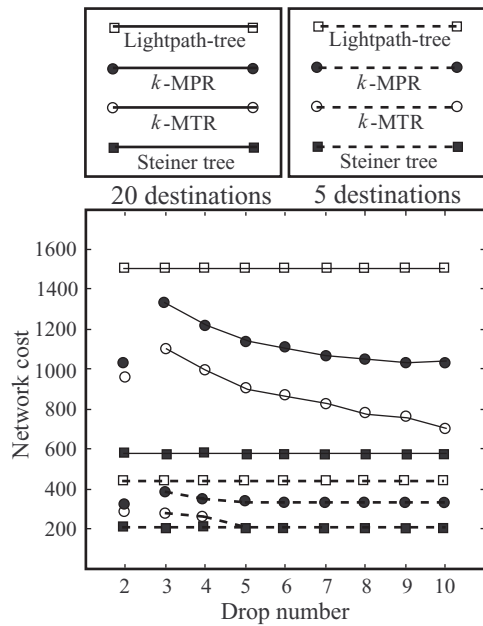 Lightpath-tree
k-MPR
k-MTR
Steiner tree
20 destinations
Lightpath-tree
k-MPR
k-MTR
Steiner tree
5 destinations
Network cost
1600
1400
1200
1000
800
600
400
200
2 3 4 5 6 7 8 9 10
Drop number